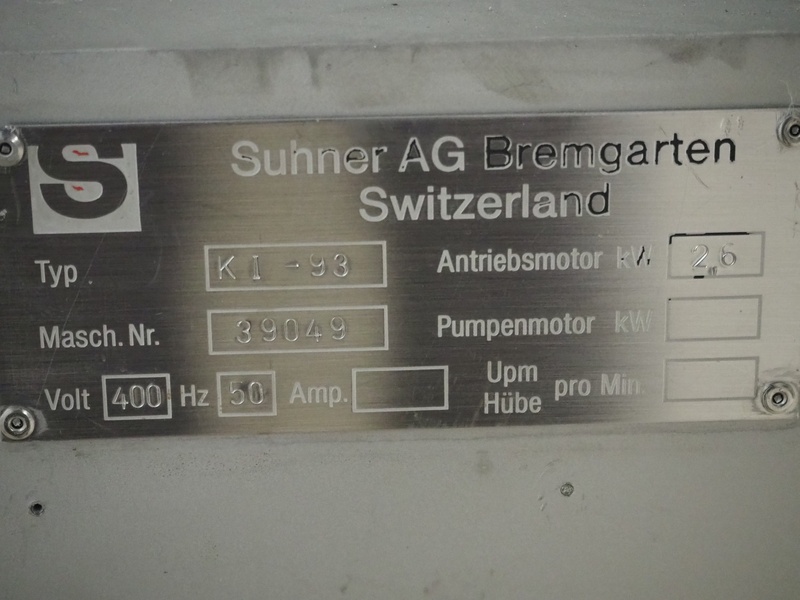 S Suhner AG Bremgarten
Switzerland
Typ KI-93 Antriebsmotor kW 2.6
Masch. Nr. 39049 Pumpenmotor kW
Volt 400 Hz 50 Amp. Upm Hübe pro Min.